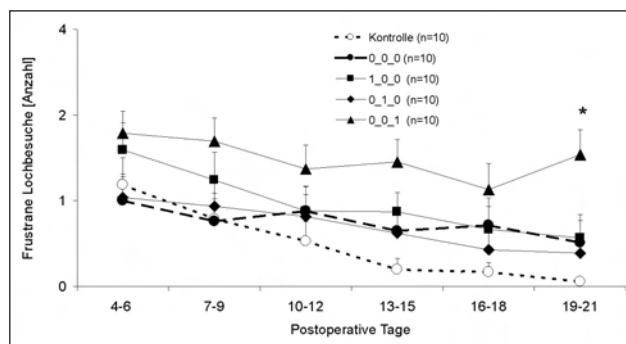 Frustrane Lochbesuche [Anzahl]
4
2
1
0
Kontrolle (n=10)
0_0_0 (n=10)
1_0_0 (n=10)
0_1_0 (n=10)
0_0_1 (n=10)
*
4-6 7-9 10-12 13-15 16-18 19-21
Postoperative Tage